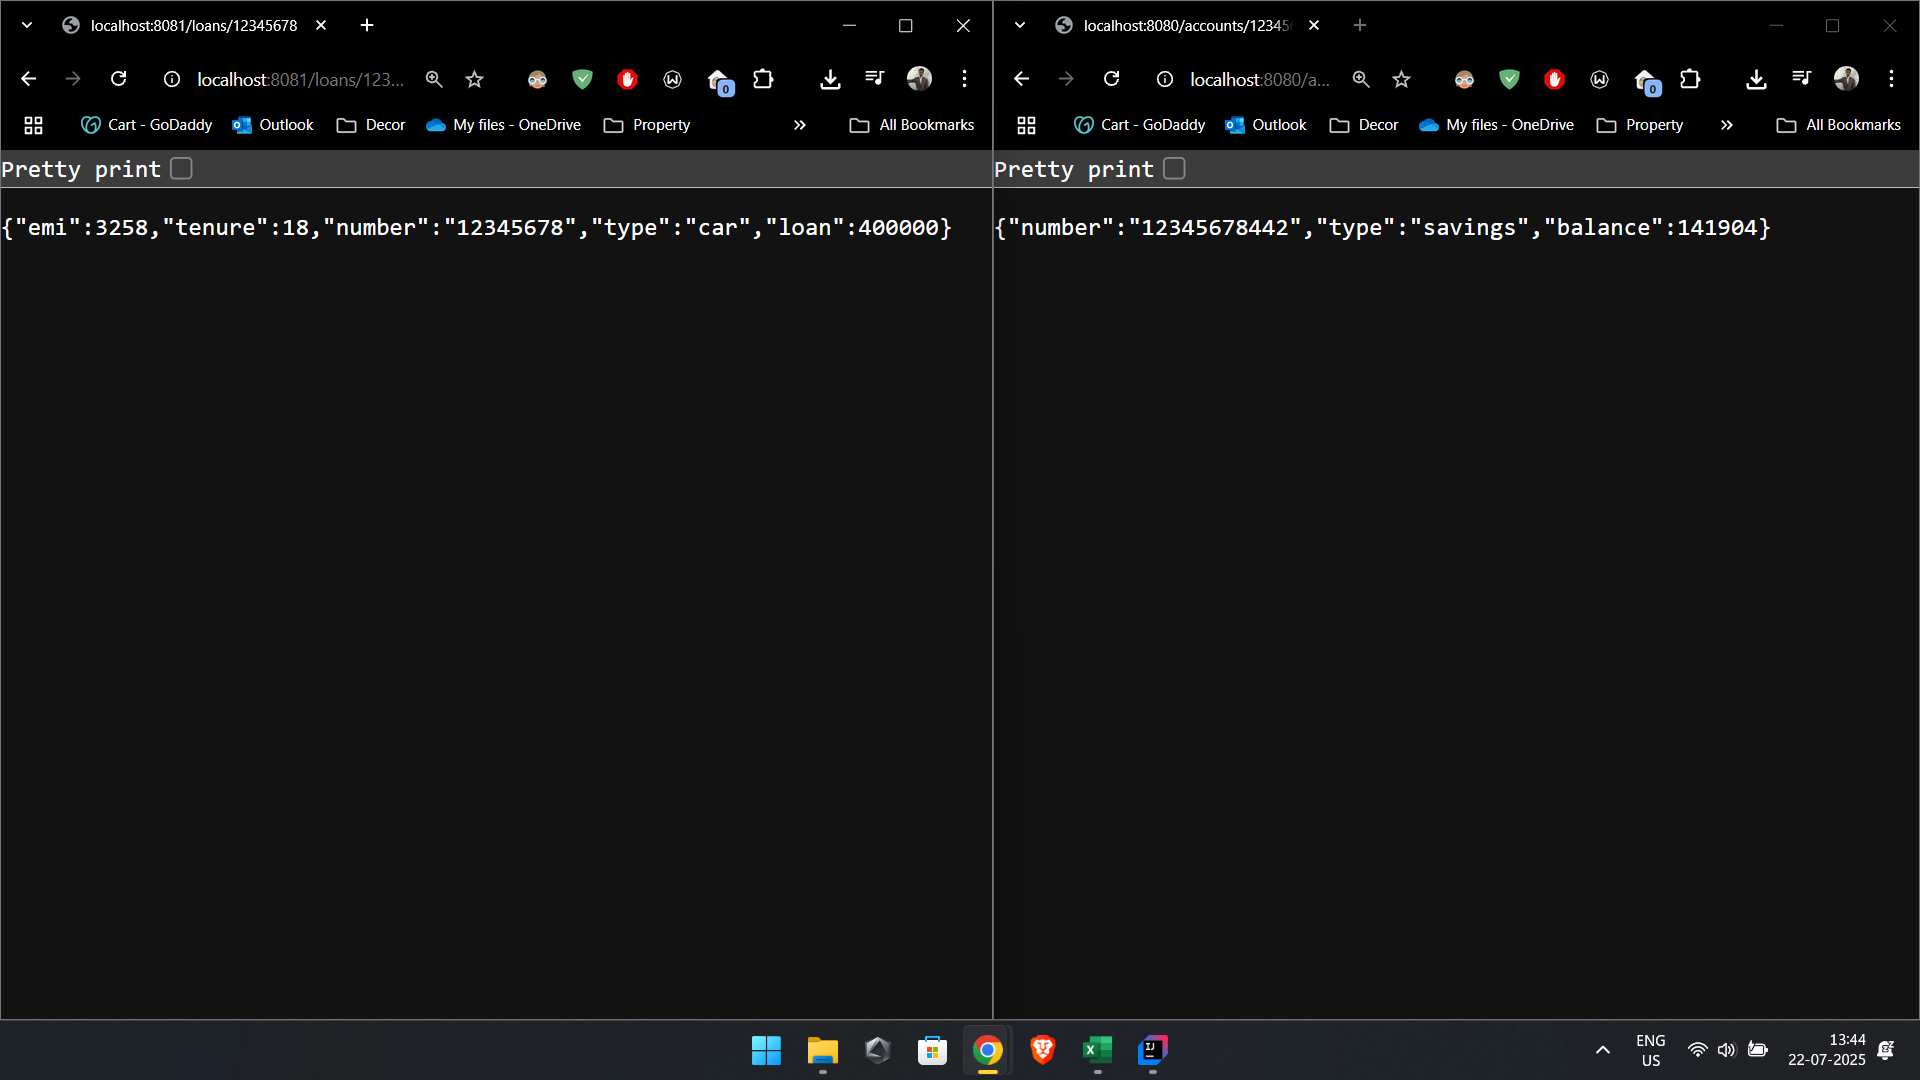 localhost:8081/loans/12345678
localhost:8081/loans/123...
0
Cart - GoDaddy
Outlook
Decor
My files - OneDrive
Property
All Bookmarks
Pretty print
{"emi":3258,"tenure":18,"number":"12345678","type":"car","loan":400000}
localhost:8080/accounts/12345
localhost:8080/a...
0
Cart - GoDaddy
Outlook
Decor
My files - OneDrive
Property
All Bookmarks
Pretty print
{"number":"12345678442","type":"savings","balance":141904}
ENG
US
13:44
22-07-2025